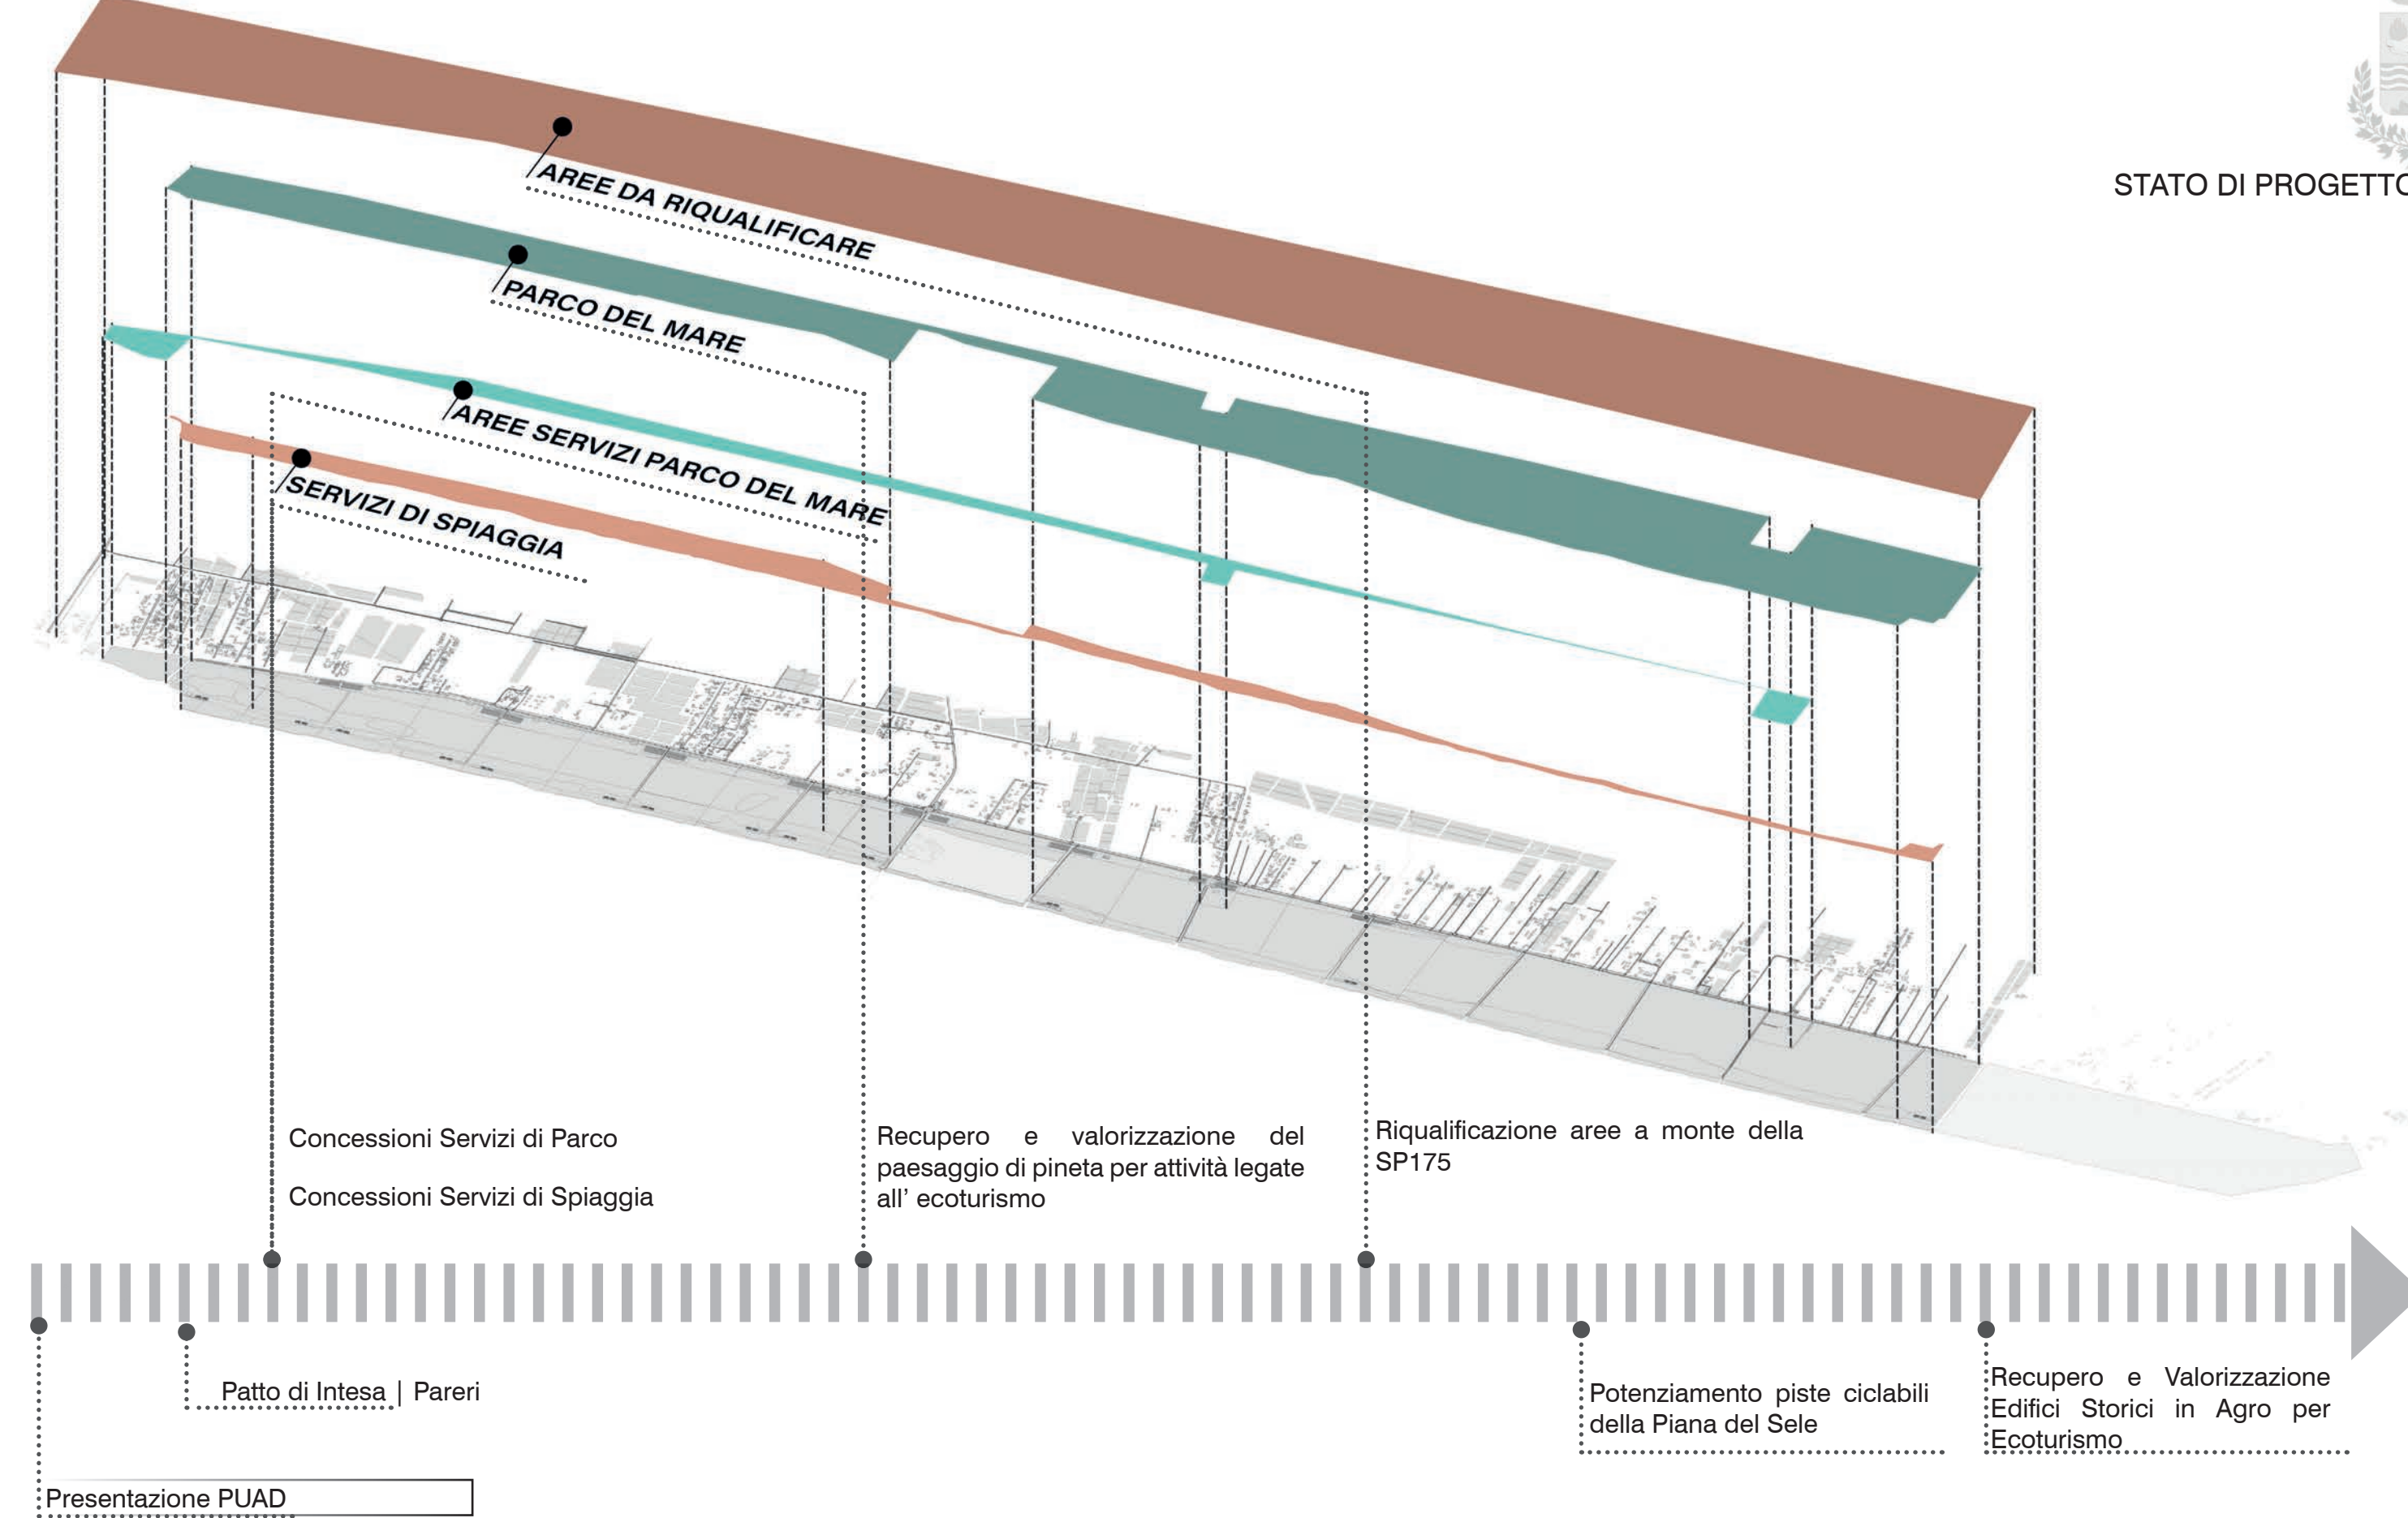 STATO DI PROGETTO
AREE DA RIQUALIFICARE
PARCO DEL MARE
AREE SERVIZI PARCO DEL MARE
SERVIZI DI SPIAGGIA
Concessioni Servizi di Parco
Concessioni Servizi di Spiaggia
Recupero e valorizzazione del
paesaggio di pineta per attività legate
all' ecoturismo
Riqualificazione aree a monte della
SP175
Patto di Intesa | Pareri
Presentazione PUAD
Potenziamento piste ciclabili
della Piana del Sele
Recupero e Valorizzazione
Edifici Storici in Agro per
Ecoturismo